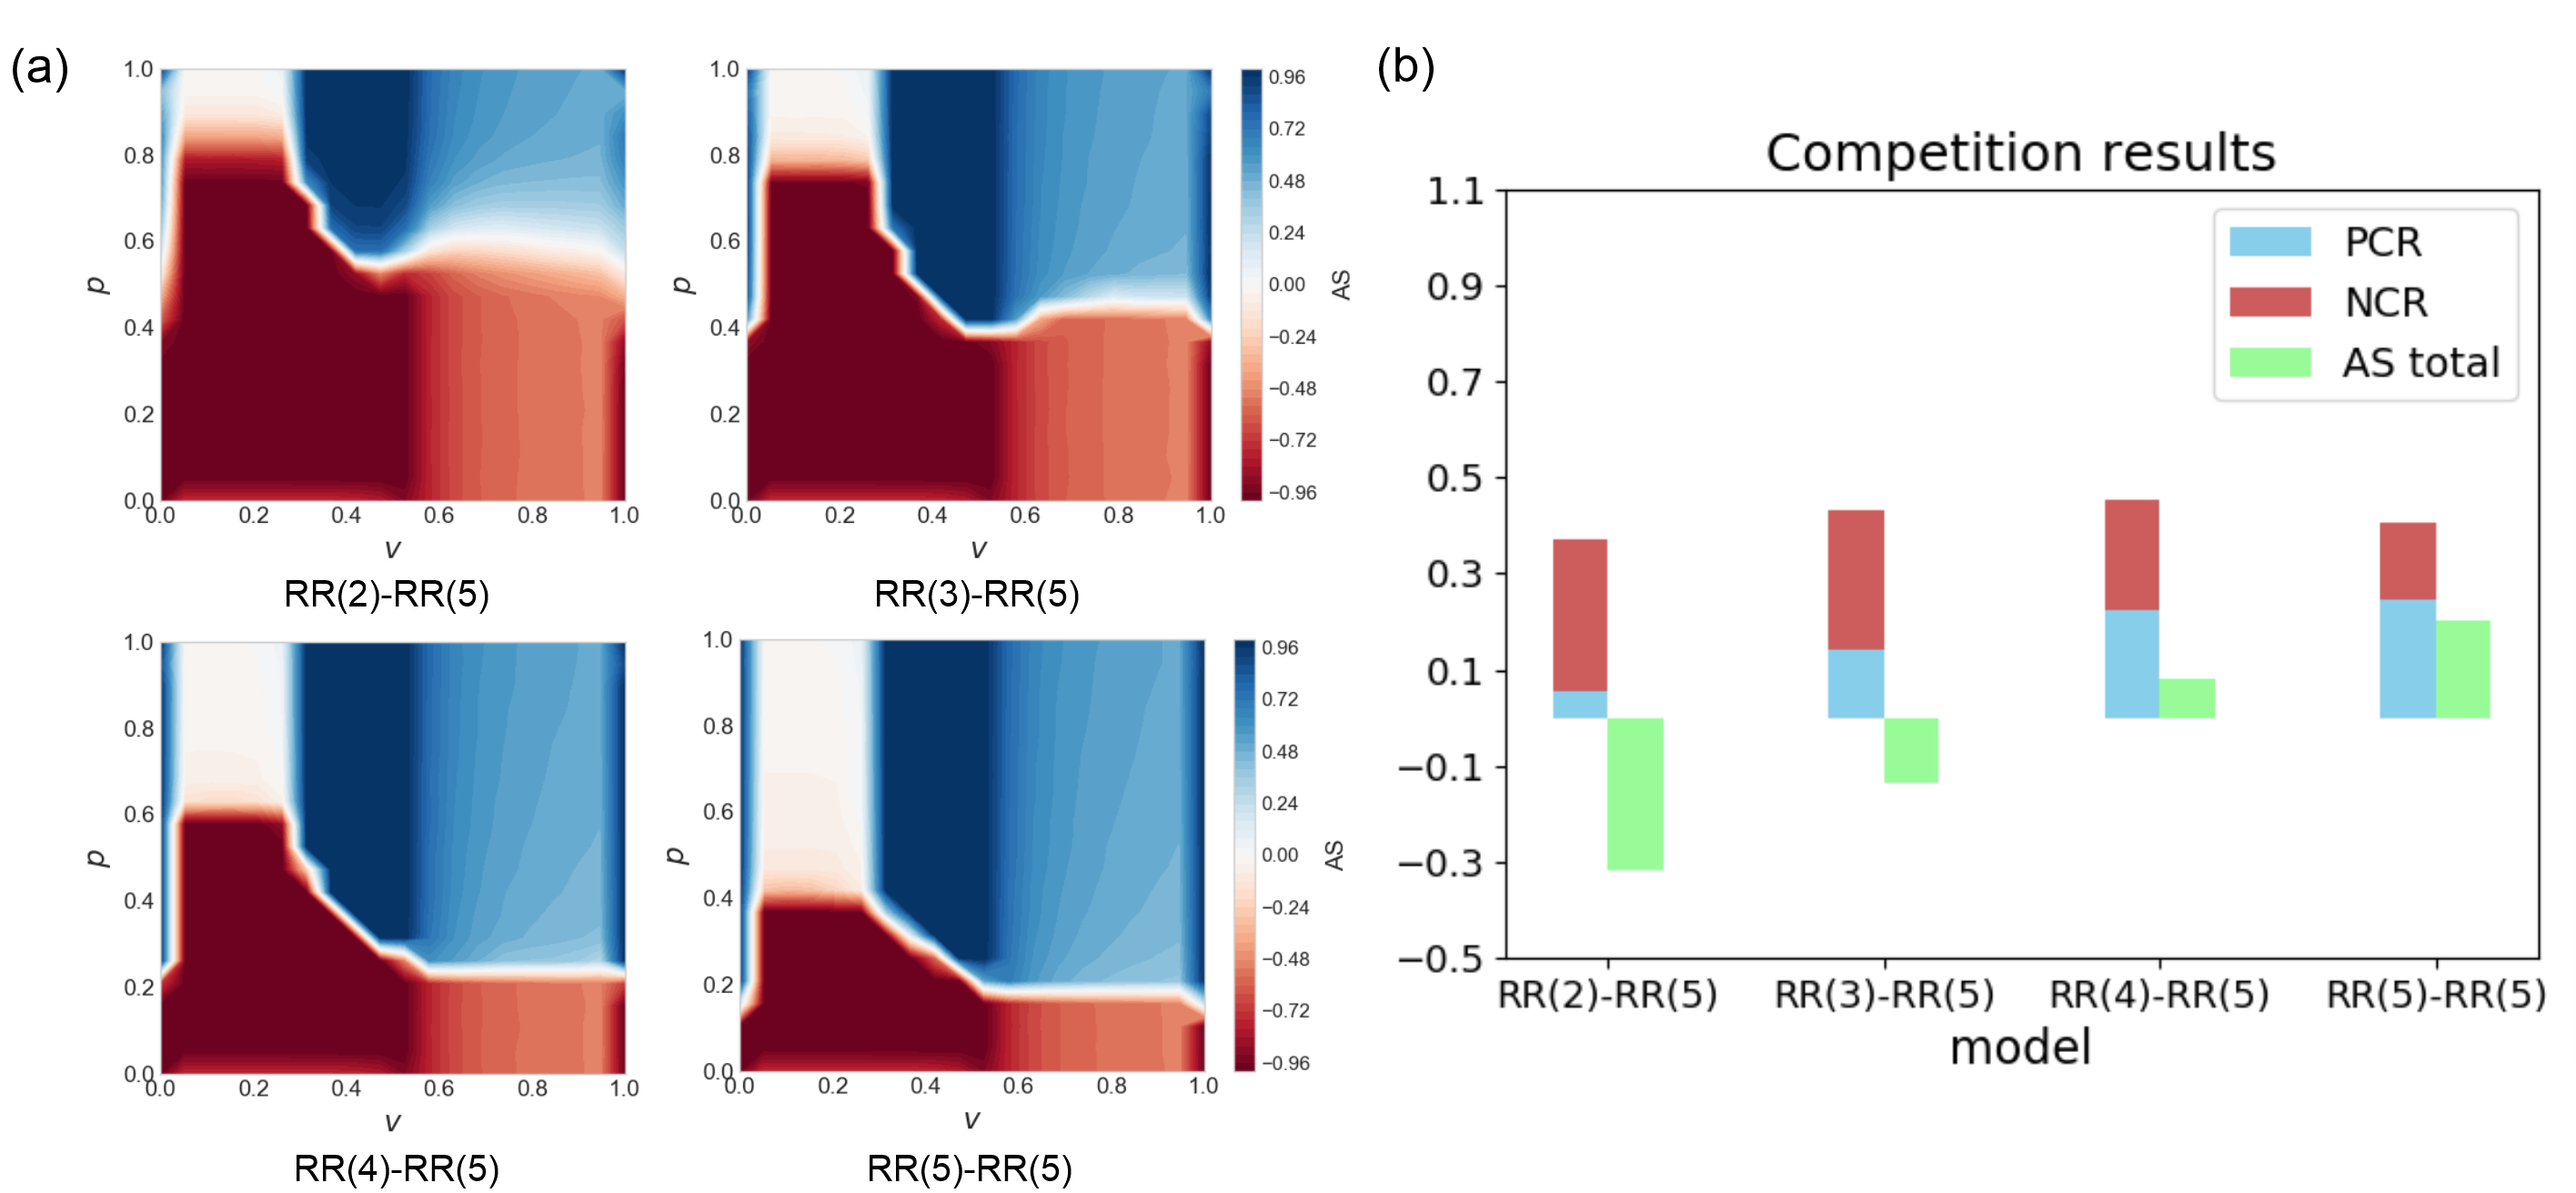 (a)
1.0
0.8
0.6
0.4
0.2
0.0
p
0.0 0.2 0.4 0.6 0.8 1.0
v
RR(2)-RR(5)
1.0
0.8
0.6
0.4
0.2
0.0
p
0.0 0.2 0.4 0.6 0.8 1.0
v
RR(3)-RR(5)
0.96
0.72
0.48
0.24
0.00
−0.24
−0.48
−0.72
−0.96
AS
1.0
0.8
0.6
0.4
0.2
0.0
p
0.0 0.2 0.4 0.6 0.8 1.0
v
RR(4)-RR(5)
1.0
0.8
0.6
0.4
0.2
0.0
p
0.0 0.2 0.4 0.6 0.8 1.0
v
RR(5)-RR(5)
0.96
0.72
0.48
0.24
0.00
−0.24
−0.48
−0.72
−0.96
AS
(b)
Competition results
1.1
0.9
0.7
0.5
0.3
0.1
−0.1
−0.3
−0.5
PCR
NCR
AS total
RR(2)-RR(5) RR(3)-RR(5) RR(4)-RR(5) RR(5)-RR(5)
model